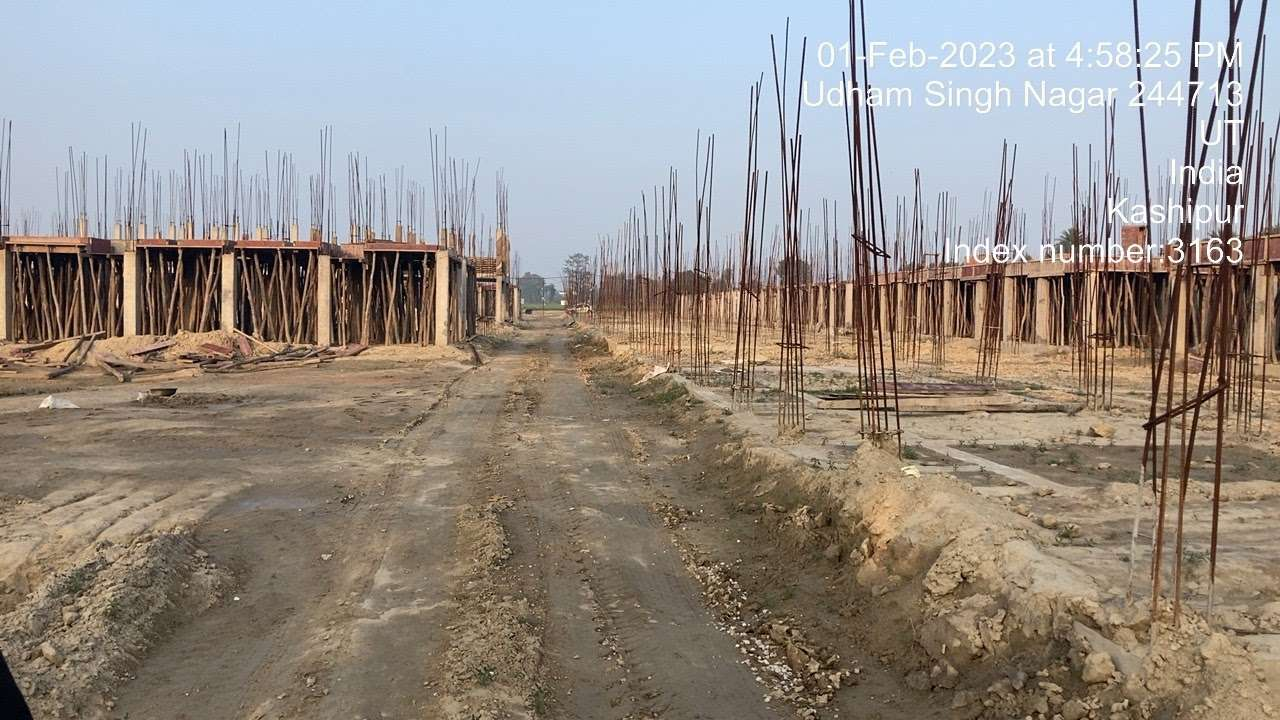 01-Feb-2023 at 4:58:25 PM
Udham Singh Nagar 244713
UT
India
Kashipur
Index number:3163